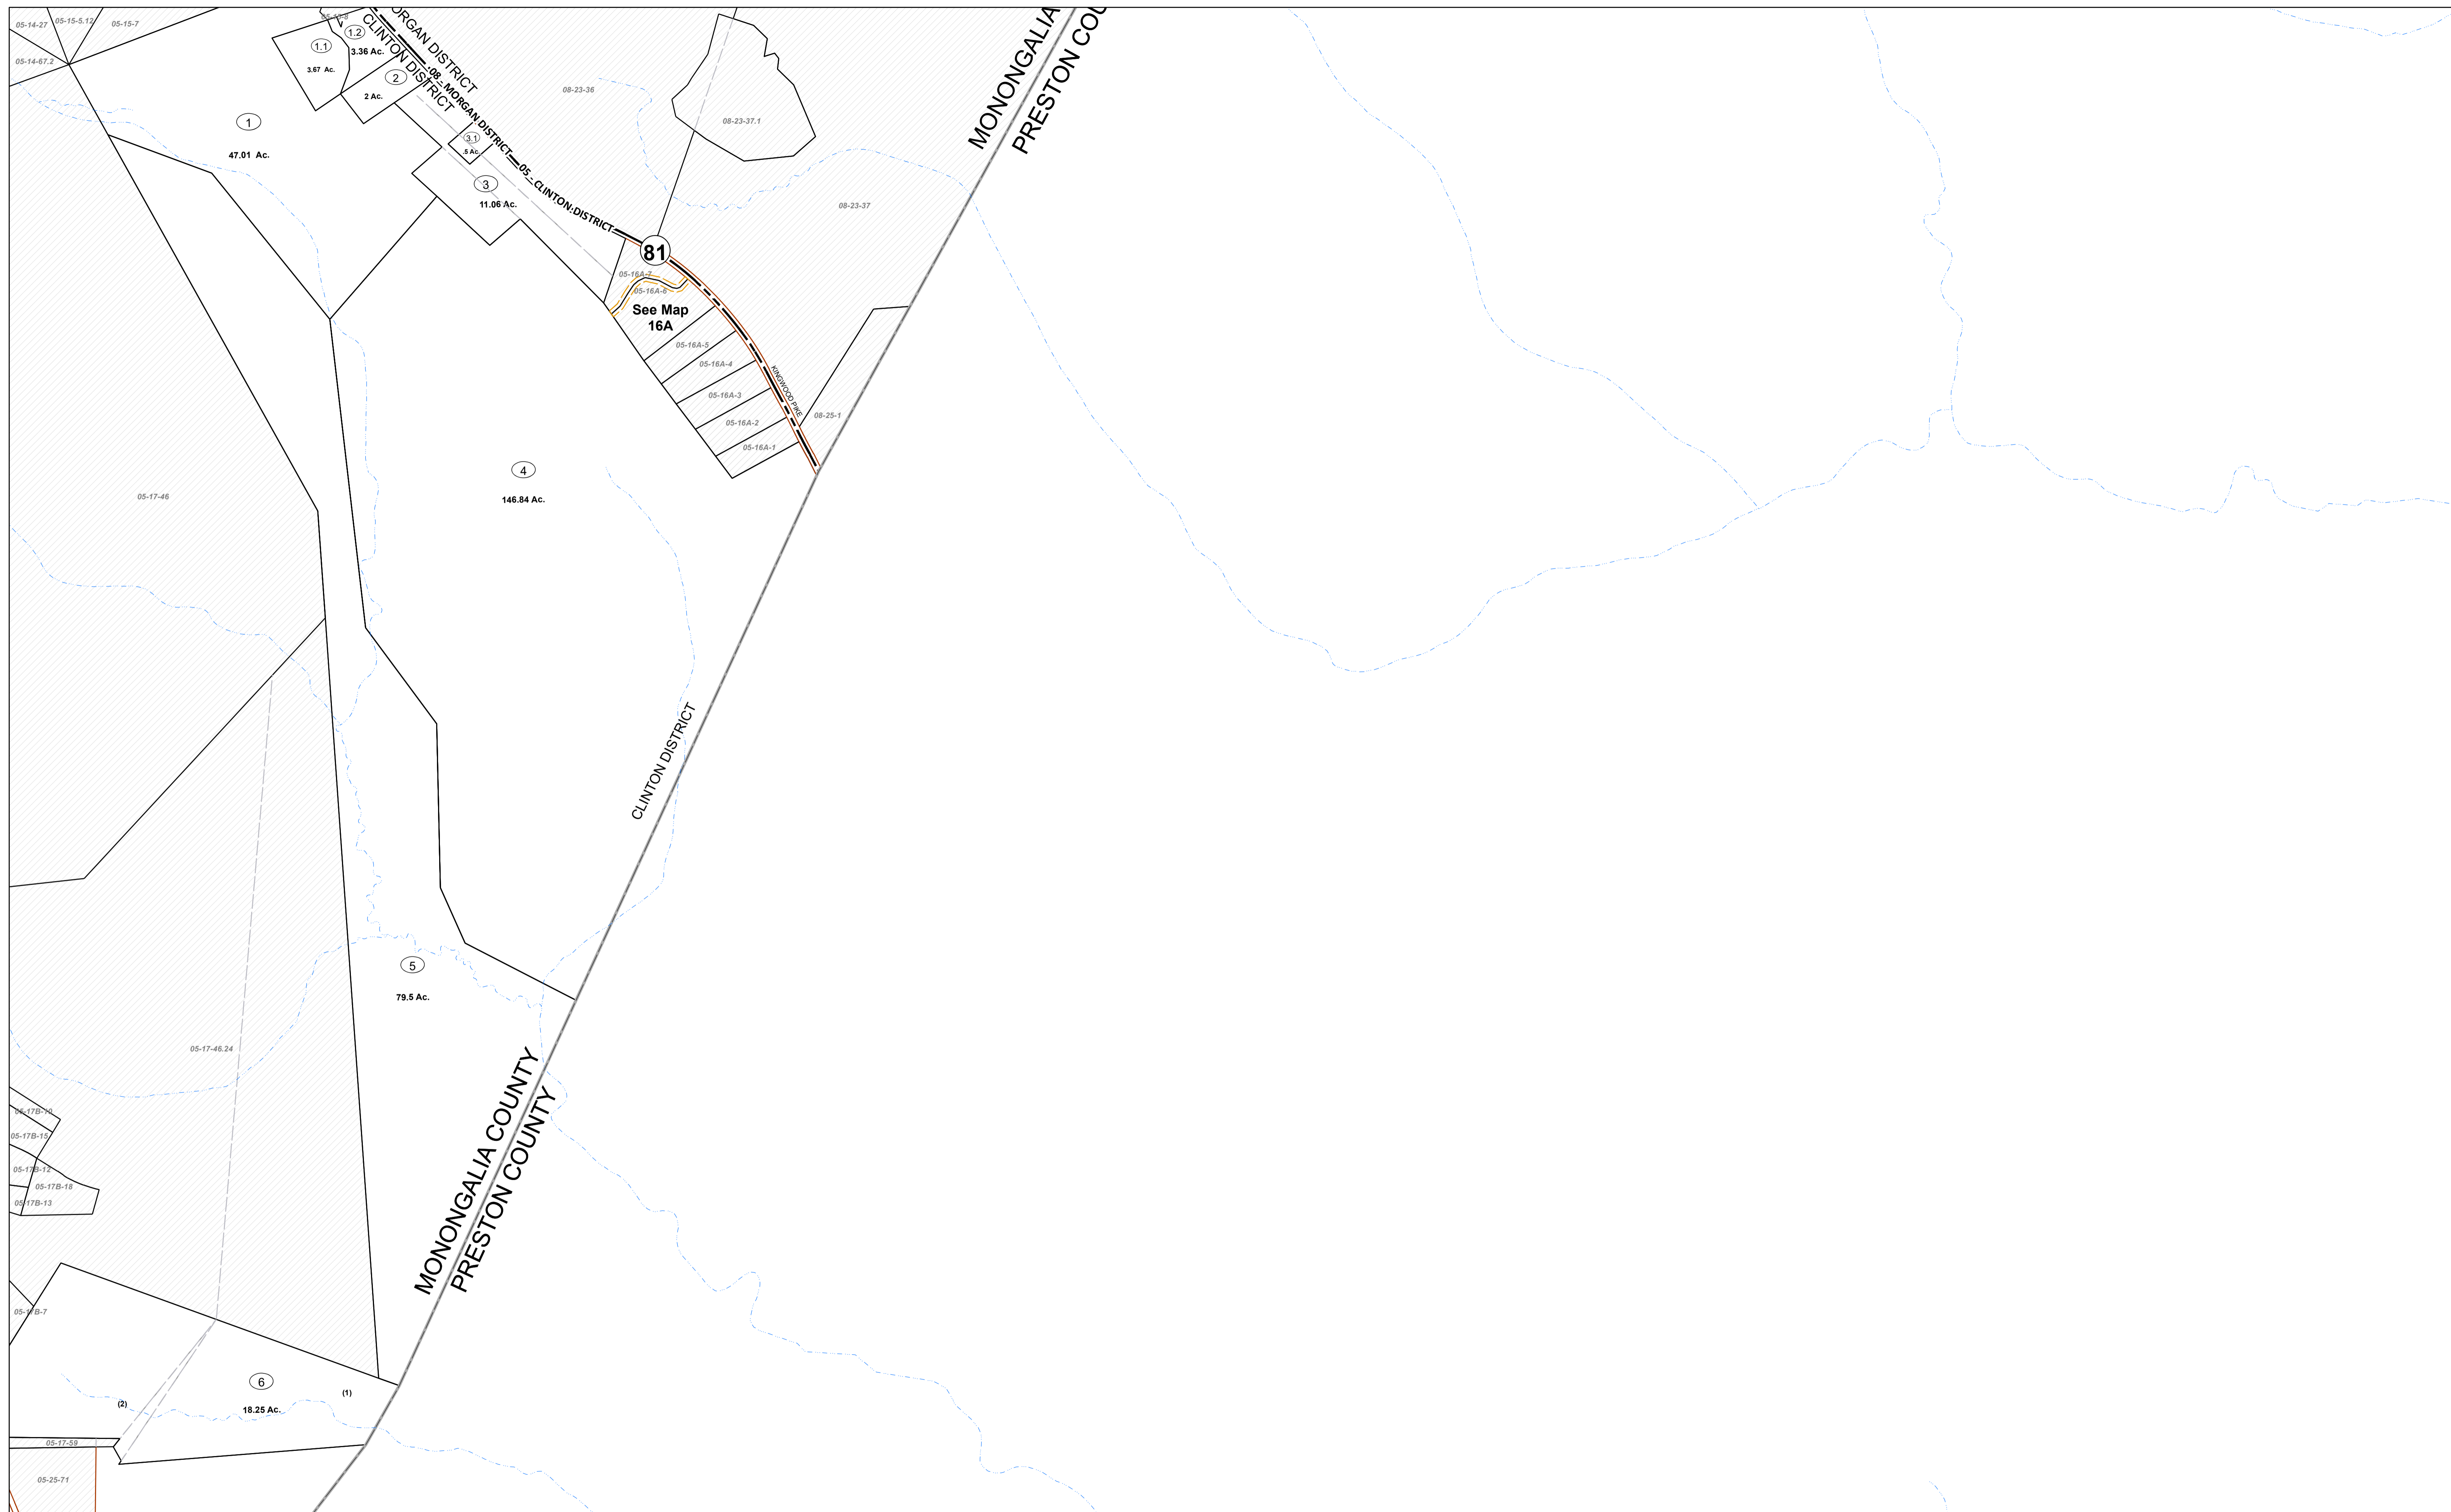 05-14-27
05-15-5.12
05-15-7
1.2
3.36 Ac.
1.1
3.67 Ac.
05-14-67.2
2
2 Ac.
MORGAN DISTRICT
CLINTON DISTRICT
08 - MORGAN DISTRICT
05 - CLINTON DISTRICT
08-23-36
08-23-37.1
MONONGALIA
PRESTON COU
1
47.01 Ac.
3.1
.5 Ac.
3
11.06 Ac.
08-23-37
81
05-16A-7
05-16A-6
See Map
16A
05-16A-5
05-16A-4
05-16A-3
05-16A-2
05-16A-1
KINGWOOD PIKE
08-25-1
05-17-46
4
146.84 Ac.
CLINTON DISTRICT
5
79.5 Ac.
05-17-46.24
MONONGALIA COUNTY
PRESTON COUNTY
05-17B-15
05-17B-12
05-17B-18
05-17B-13
05-17B-7
6
18.25 Ac.
(1)
(2)
05-17-59
05-25-71